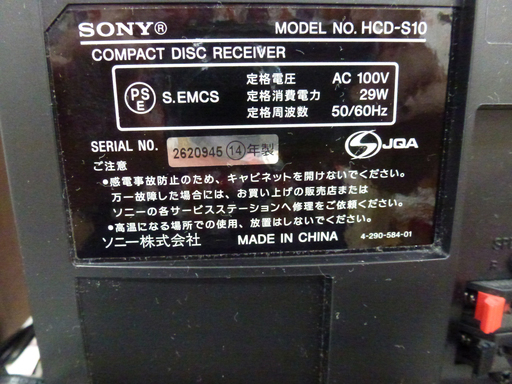 SONY® MODEL NO. HCD-S10
COMPACT DISC RECEIVER
PSE S.EMCS
定格電圧 AC 100V
定格消費電力 29W
定格周波数 50/60Hz
SERIAL NO. 2620945 ⑭年製
JQA
ご注意
•感電事故防止のため、キャビネットを開けないでください。
万一故障した場合には、お買い上げの販売店または
ソニーの各サービスステーションへ修理をご依頼ください。
•高温になる場所での使用、放置はしないでください。
ソニー株式会社 MADE IN CHINA 4-290-584-01